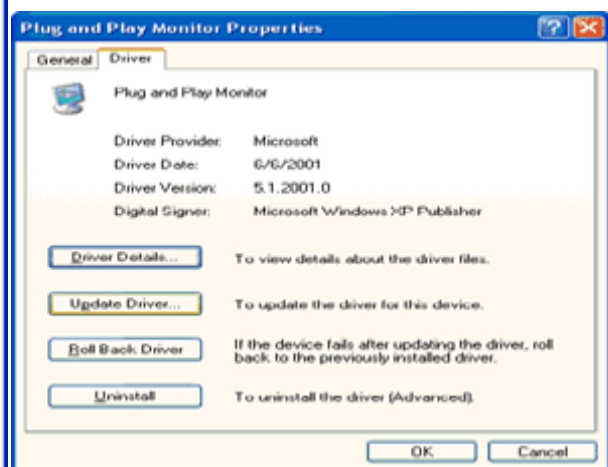 Plug and Play Monitor Properties
General Driver
Plug and Play Monitor
Driver Provider: Microsoft
Driver Date: 6/6/2001
Driver Version: 5.1.2001.0
Digital Signer: Microsoft Windows XP Publisher
Driver Details... To view details about the driver files.
Update Driver... To update the driver for this device.
Roll Back Driver If the device fails after updating the driver, roll
back to the previously installed driver.
Uninstall To uninstall the driver (Advanced).
OK Cancel